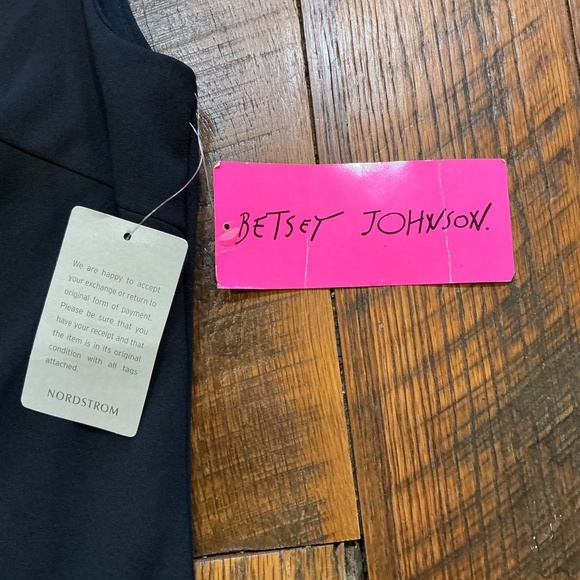 We are happy to accept
your exchange or return to
original form of payment.
Please be sure that you
have your receipt and that
the item is in its original
condition with all tags
attached.
NORDSTROM
BETSEY JOHNSON.